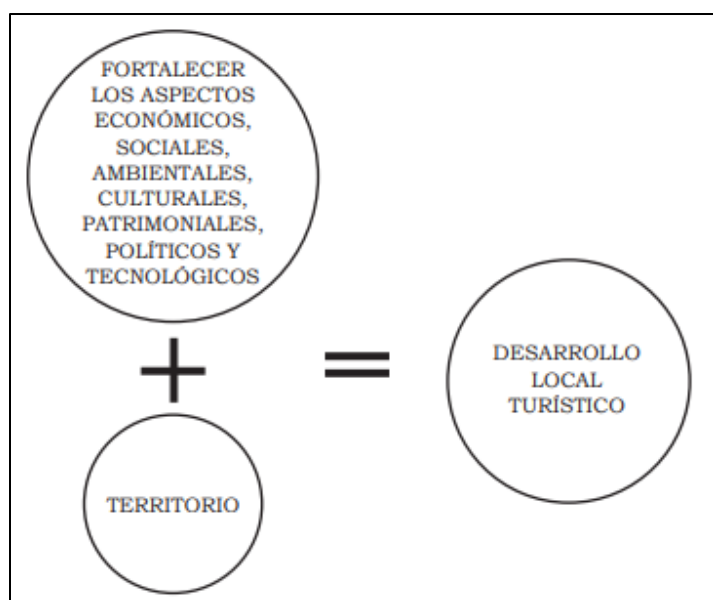 FORTALECER
LOS ASPECTOS
ECONÓMICOS,
SOCIALES,
AMBIENTALES,
CULTURALES,
PATRIMONIALES,
POLÍTICOS Y
TECNOLÓGICOS
+
=
TERRITORIO
DESARROLLO
LOCAL
TURÍSTICO